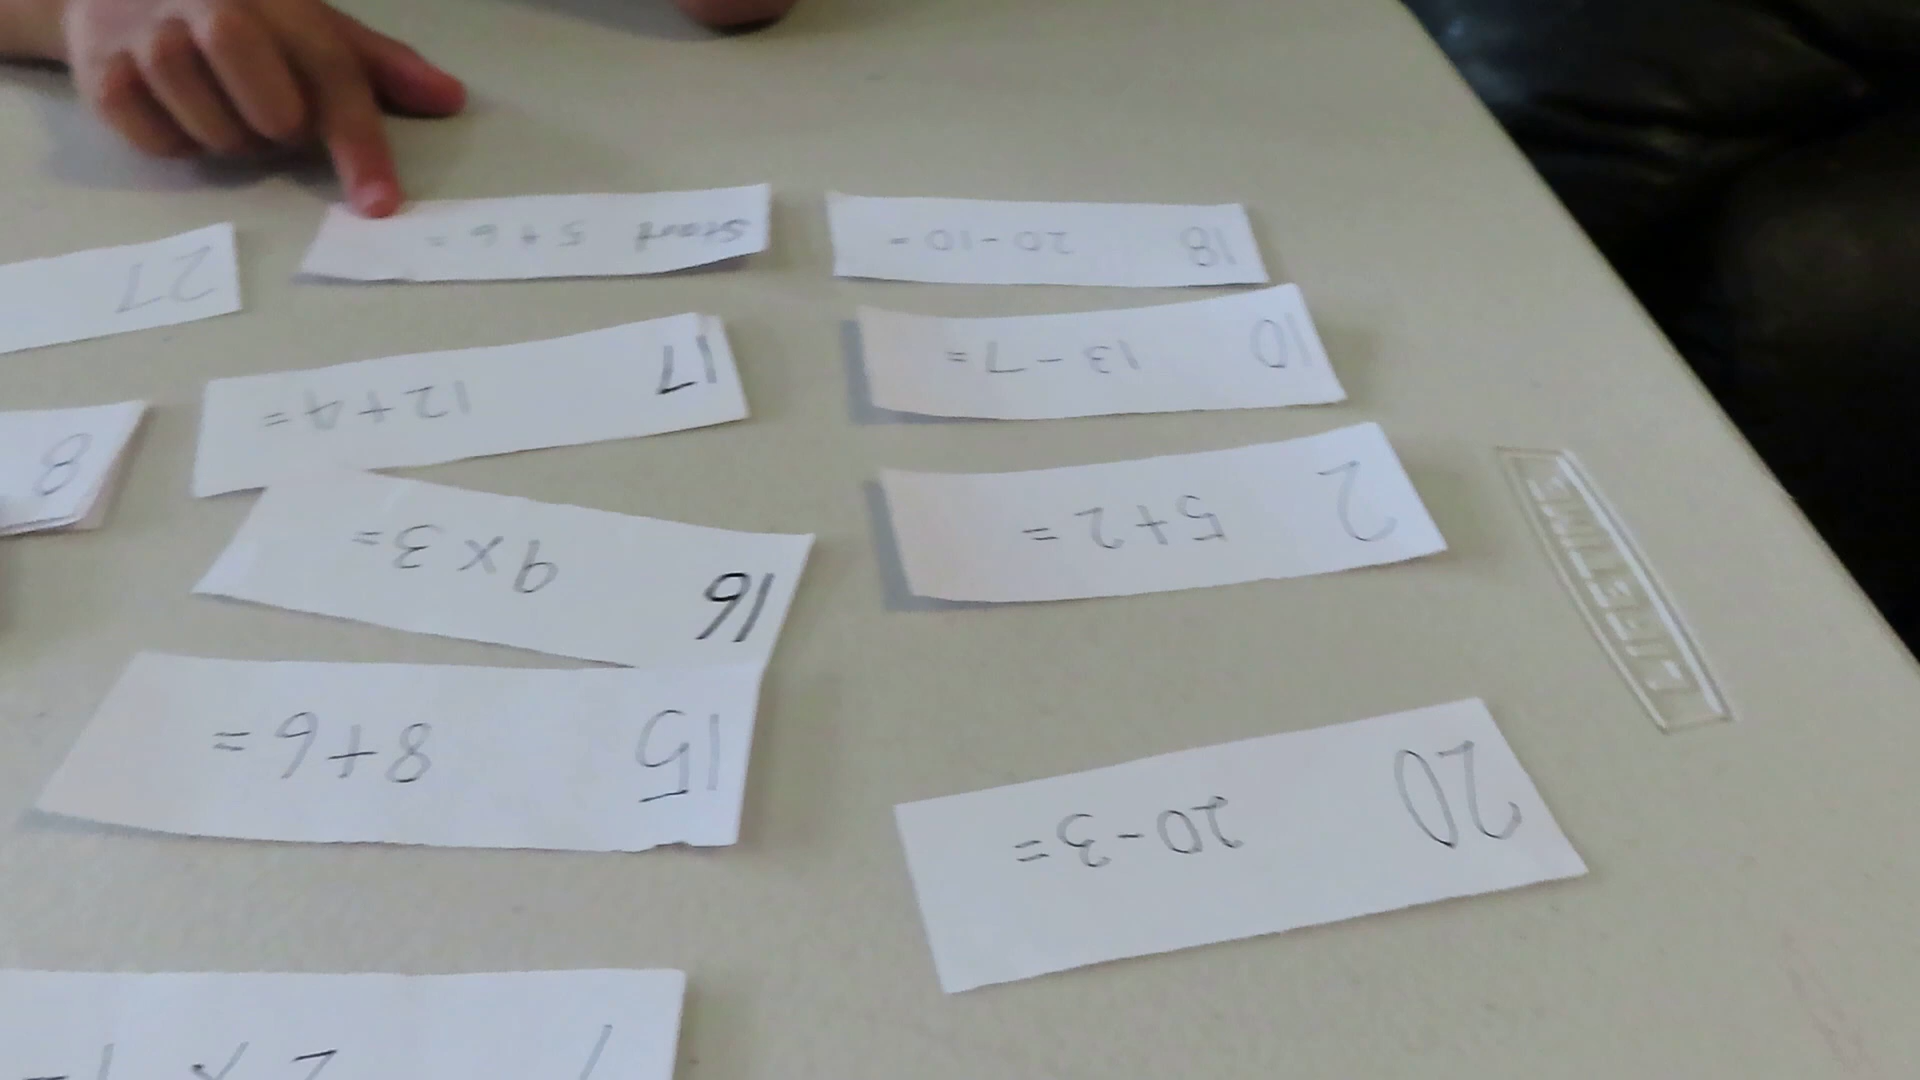 Start 5+6=
18 20-10=
27
17 12+4=
10 13-7=
8
16 9x3=
2 5+2=
15 8+6=
20 20-3=
LIFETIME